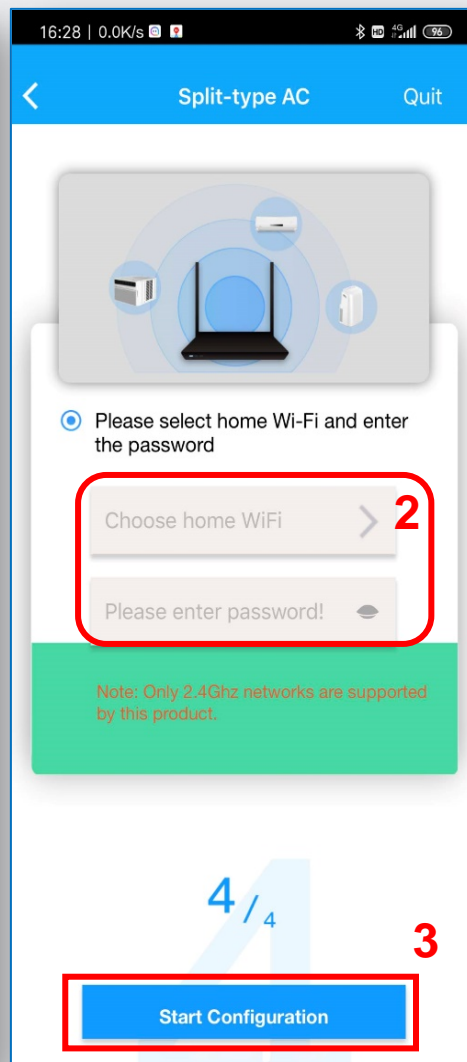 16:28 | 0.0K/s HD 4G 96
Split-type AC Quit
Please select home Wi-Fi and enter
the password
Choose home WiFi 2
Please enter password!
Note: Only 2.4Ghz networks are supported
by this product.
4/4
3
Start Configuration